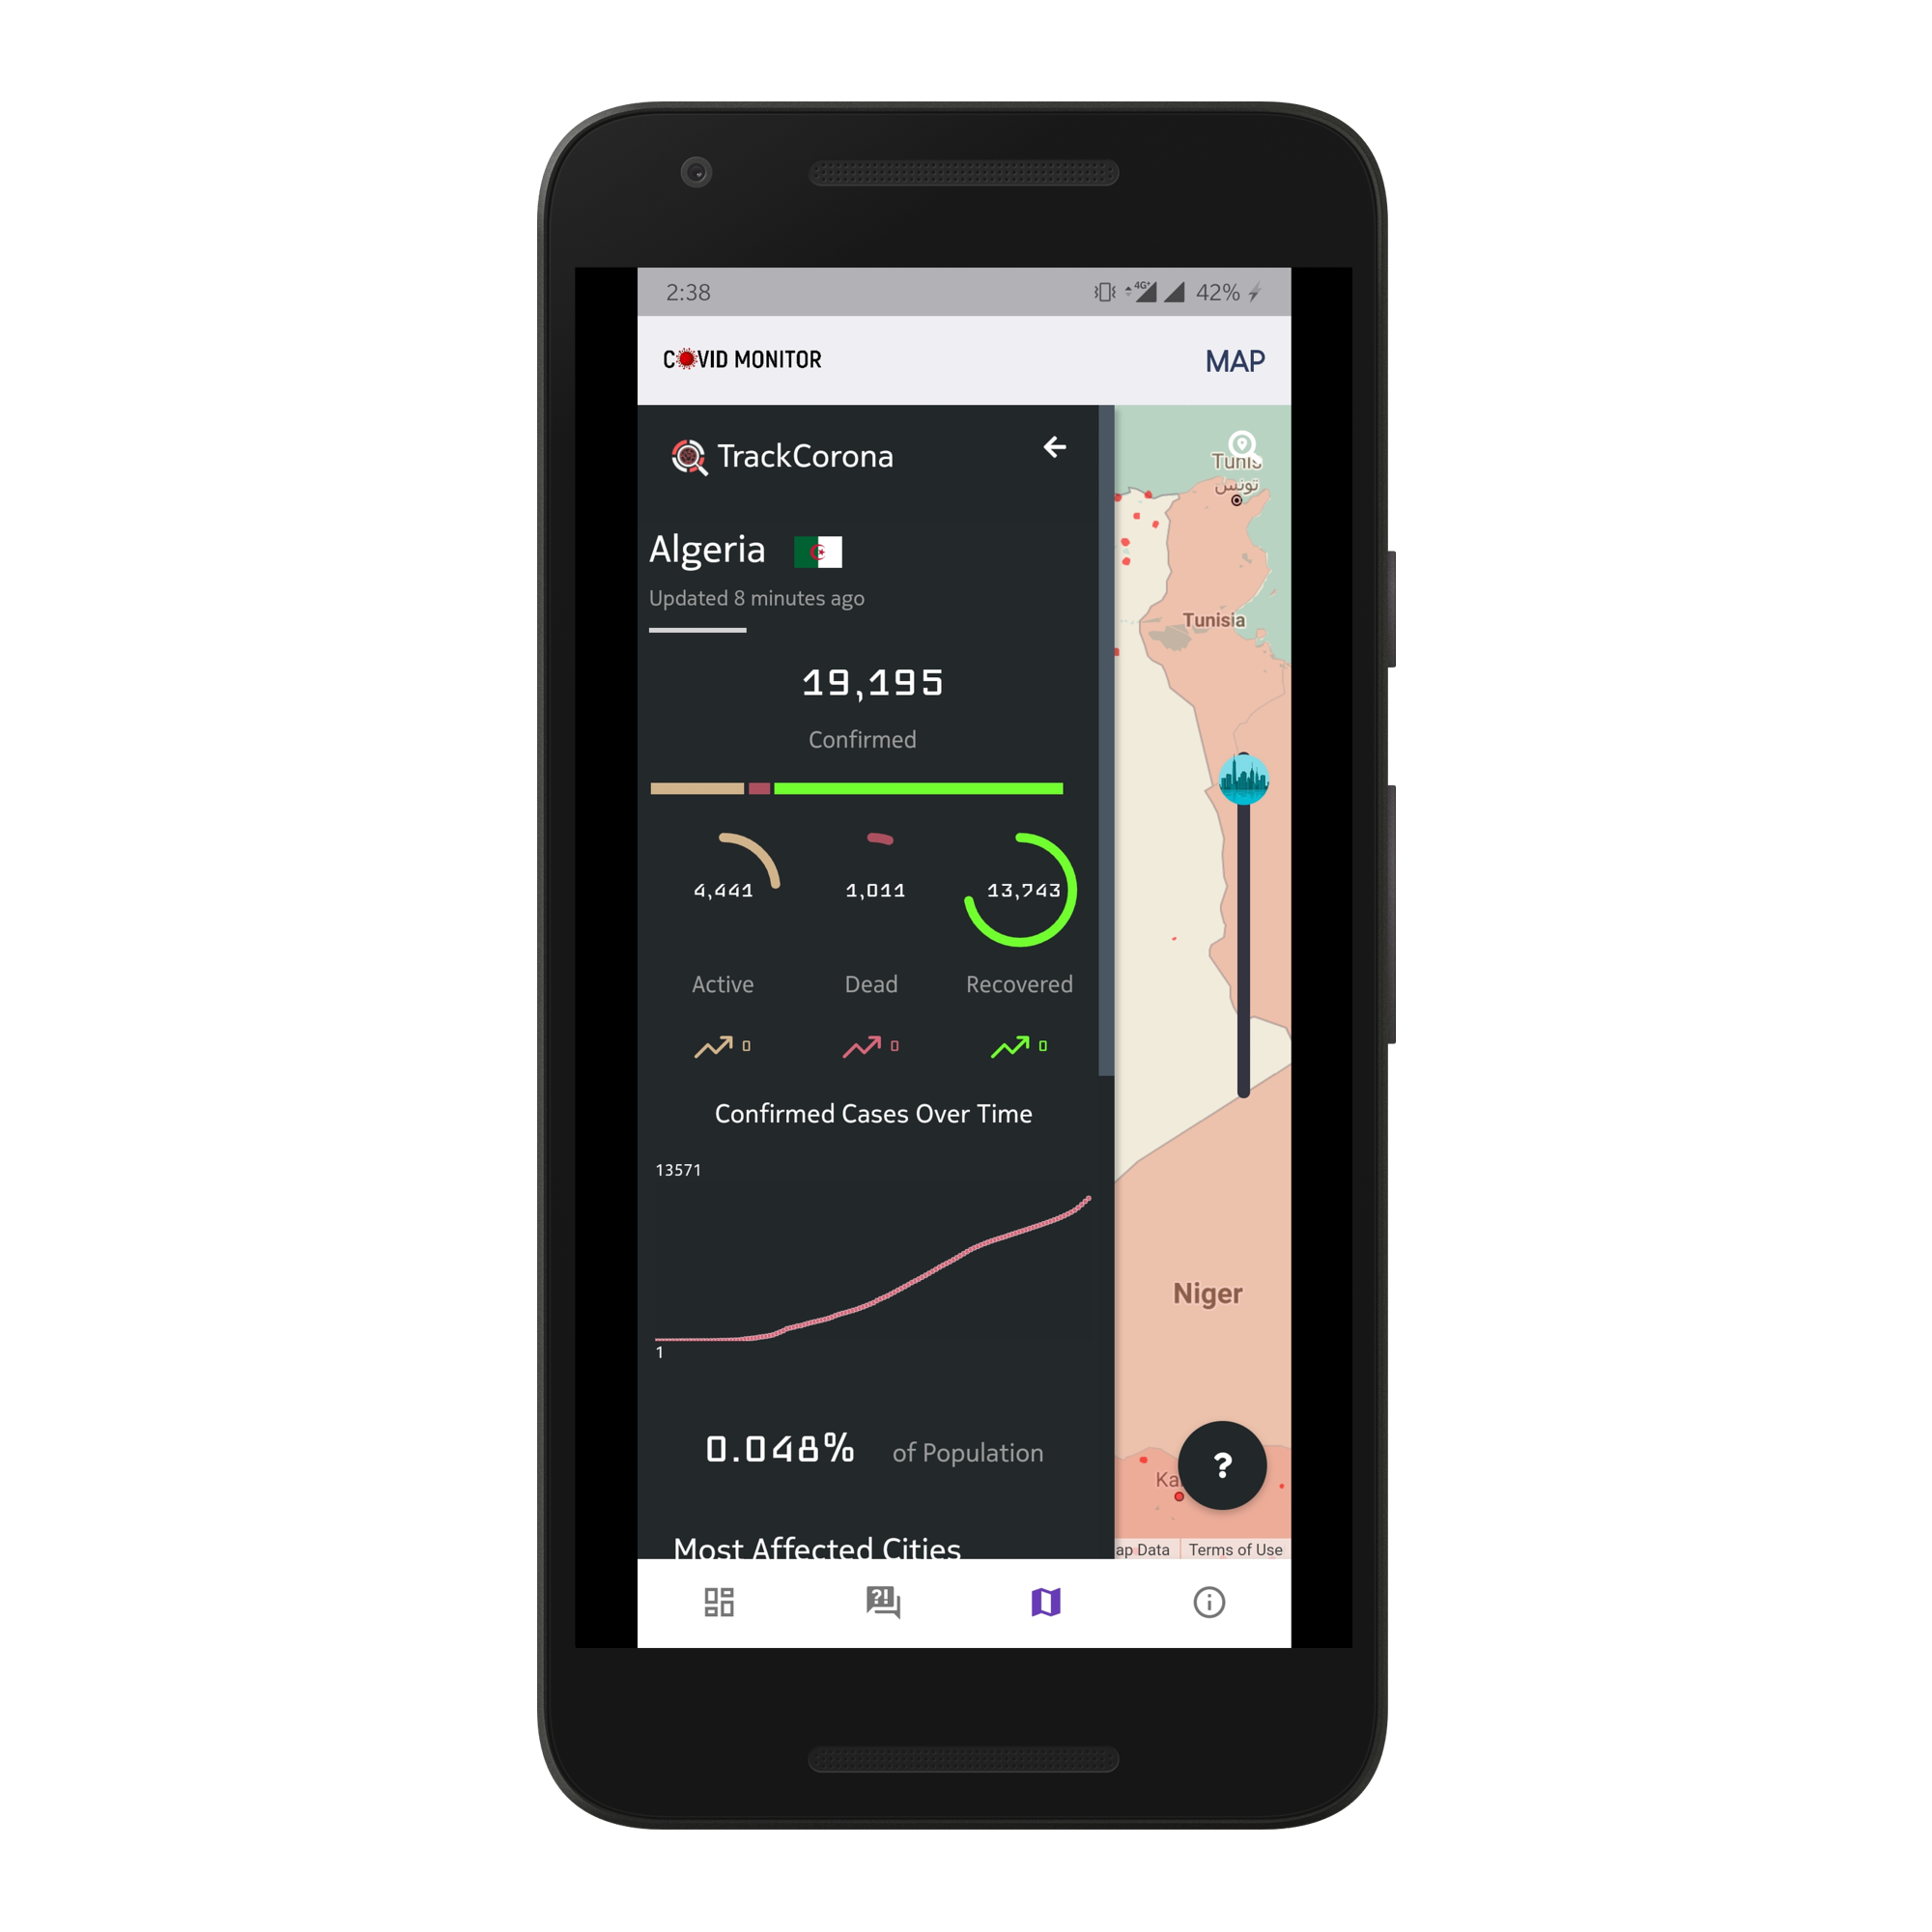 2:38
4G+
42%
COVID MONITOR
MAP
TrackCorona
Algeria
Updated 8 minutes ago
19,195
Confirmed
4,441
1,011
13,743
Active
Dead
Recovered
0
0
0
Confirmed Cases Over Time
13571
1
0.048%
of Population
Most Affected Cities
Tunis
تونس
Tunisia
Niger
Ka
?
ap Data
Terms of Use
?!